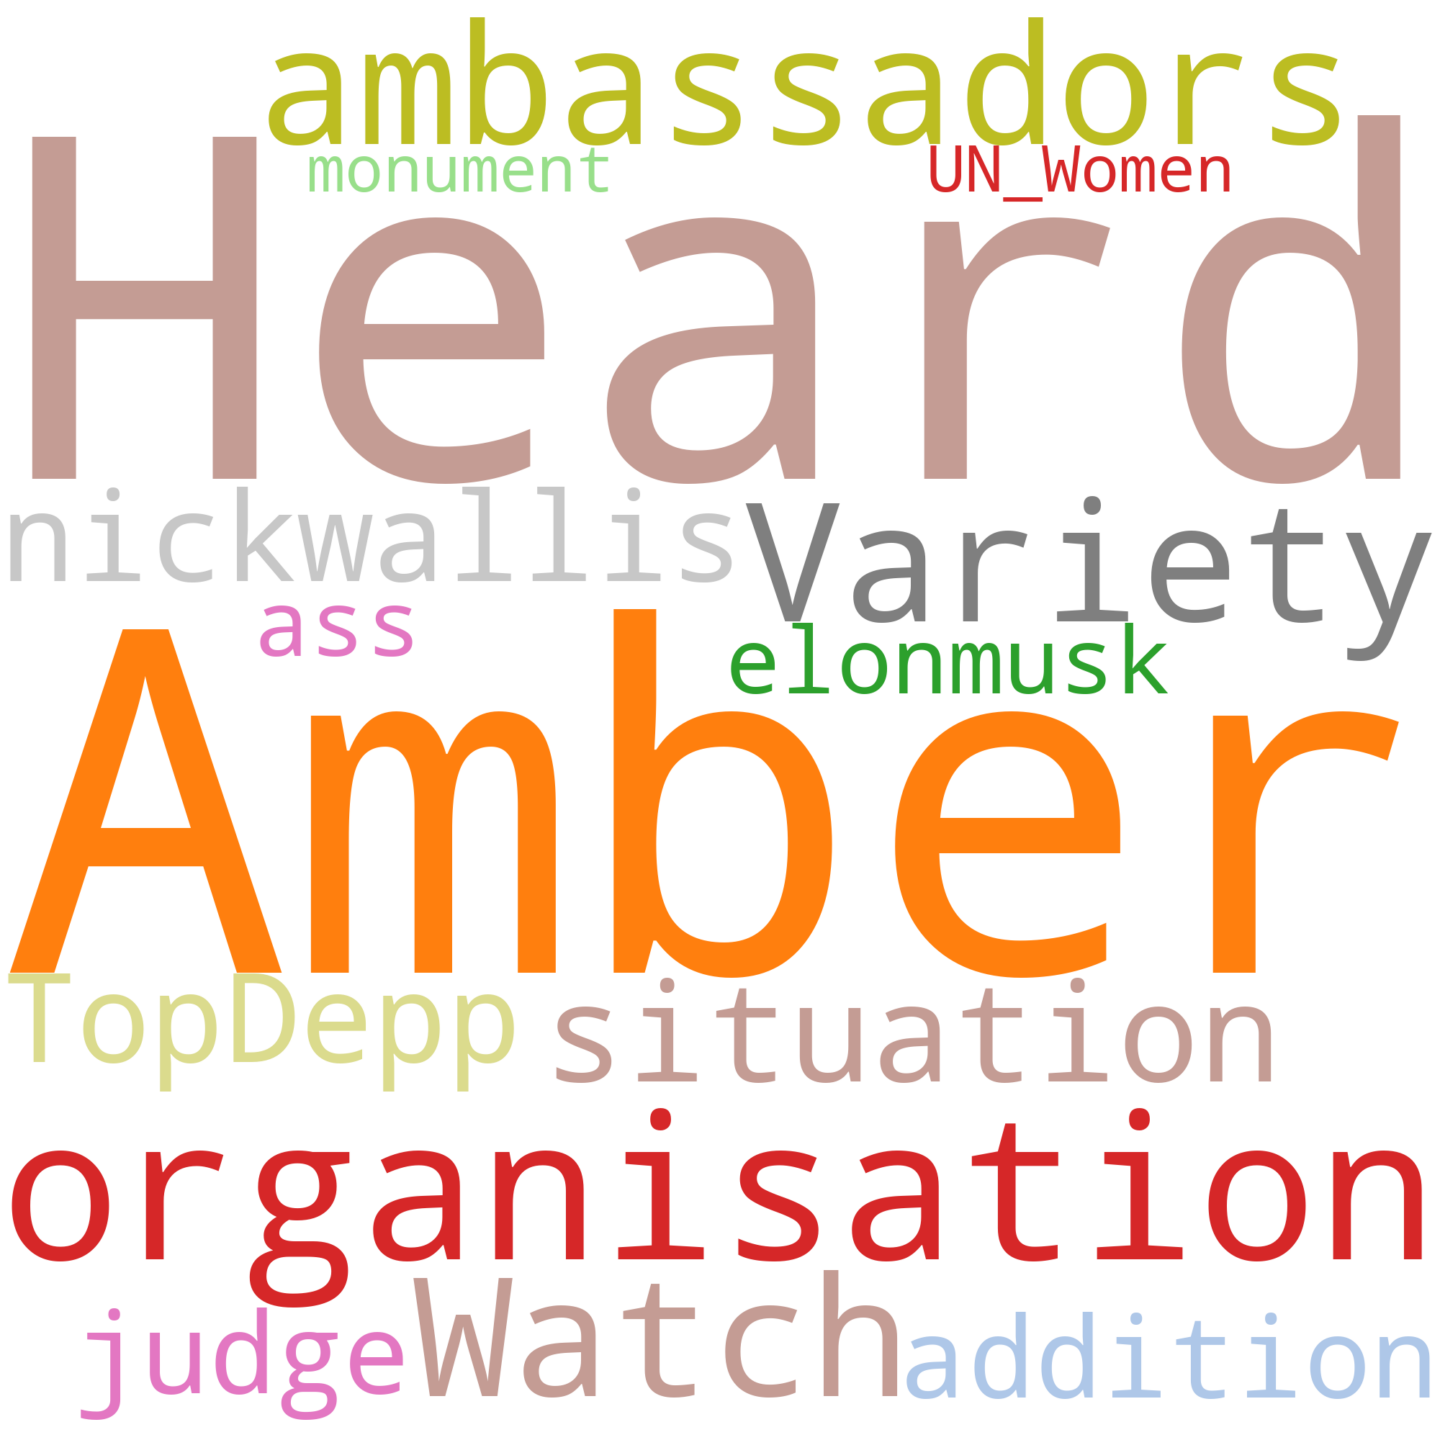 ambassadors
monument UN_Women
Heard
nickwallis Variety
ass elonmusk
Amber
TopDepp situation
organisation
judge Watch addition